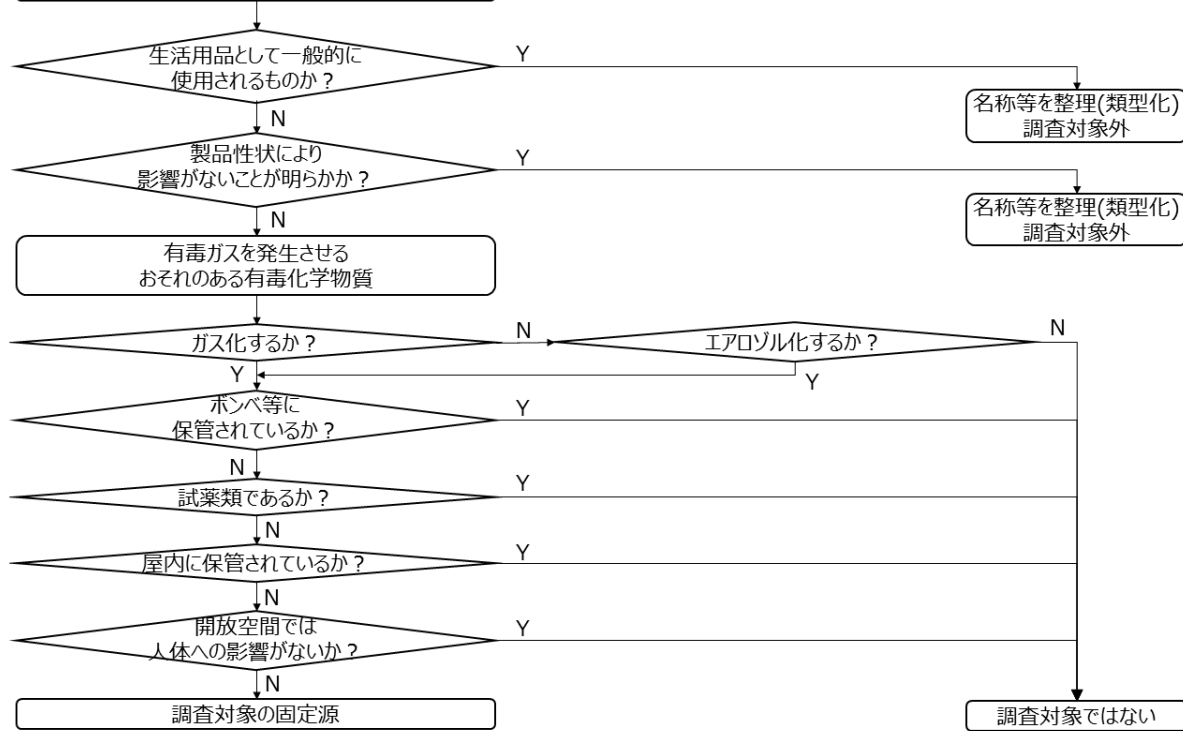 生活用品として一般的に
使用されるものか？
Y
名称等を整理(類型化)
調査対象外
N
製品性状により
影響がないことが明らかか？
Y
名称等を整理(類型化)
調査対象外
N
有毒ガスを発生させる
おそれのある有毒化学物質
ガス化するか？
N
エアロゾル化するか？
N
Y
Y
ボンベ等に
保管されているか？
Y
N
試薬類であるか？
Y
N
屋内に保管されているか？
Y
N
開放空間では
人体への影響がないか？
Y
N
調査対象の固定源
調査対象ではない